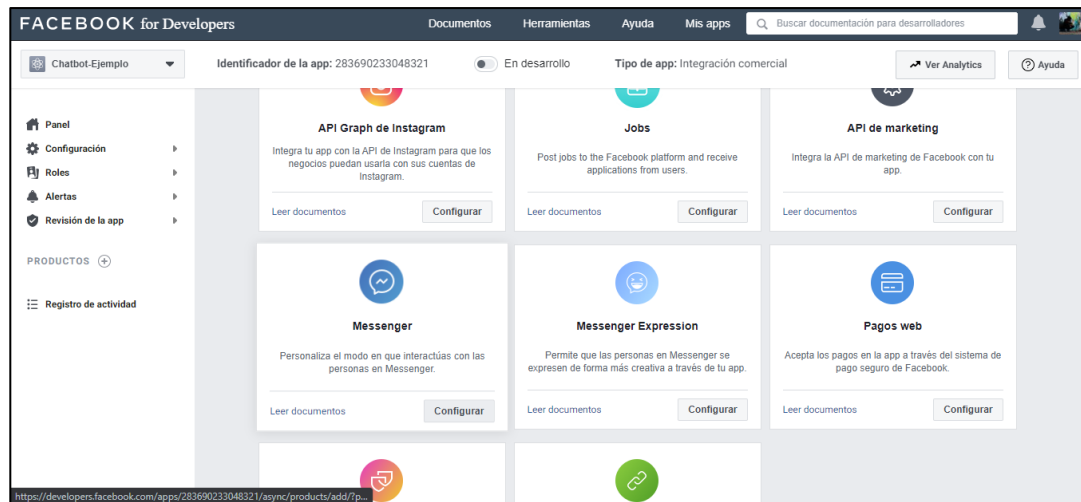 FACEBOOK for Developers
Documentos Herramientas Ayuda Mis apps Buscar documentación para desarrolladores
Chatbot-Ejemplo Identificador de la app: 283690233048321 En desarrollo Tipo de app: Integración comercial Ver Analytics Ayuda
Panel
Configuración
Roles
Alertas
Revisión de la app
PRODUCTOS
Registro de actividad
API Graph de Instagram
Integra tu app con la API de Instagram para que los
negocios puedan usarla con sus cuentas de
Instagram.
Leer documentos Configurar
Jobs
Post jobs to the Facebook platform and receive
applications from users.
Leer documentos Configurar
API de marketing
Integra la API de marketing de Facebook con tu
app.
Leer documentos Configurar
Messenger
Personaliza el modo en que interactúas con las
personas en Messenger.
Leer documentos Configurar
Messenger Expression
Permite que las personas en Messenger se
expresen de forma más creativa a través de tu app.
Leer documentos Configurar
Pagos web
Acepta los pagos en la app a través del sistema de
pago seguro de Facebook.
Leer documentos Configurar
https://developers.facebook.com/apps/283690233048321/async/products/add/?p...